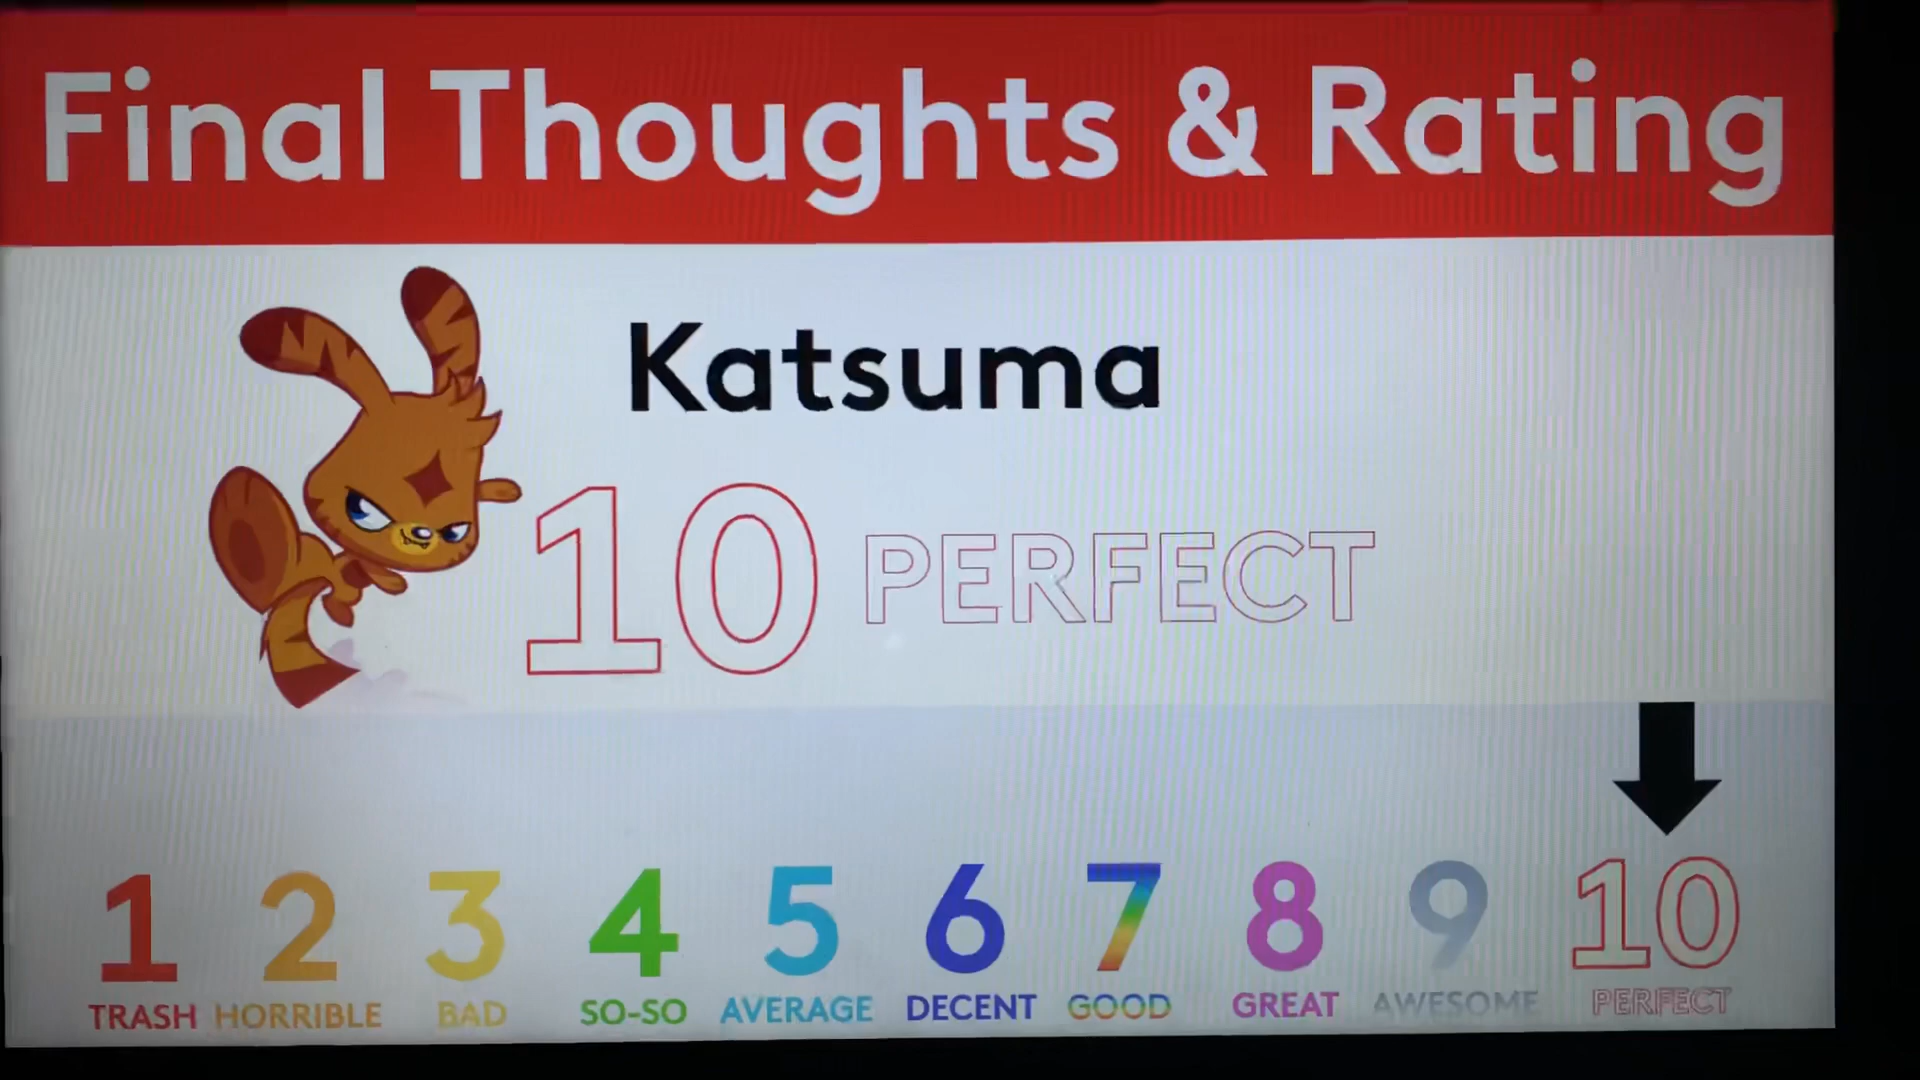 Final Thoughts & Rating
Katsuma
10 PERFECT
1 2 3 4 5 6 7 8 9 10
TRASH HORRIBLE BAD SO-SO AVERAGE DECENT GOOD GREAT AWESOME PERFECT